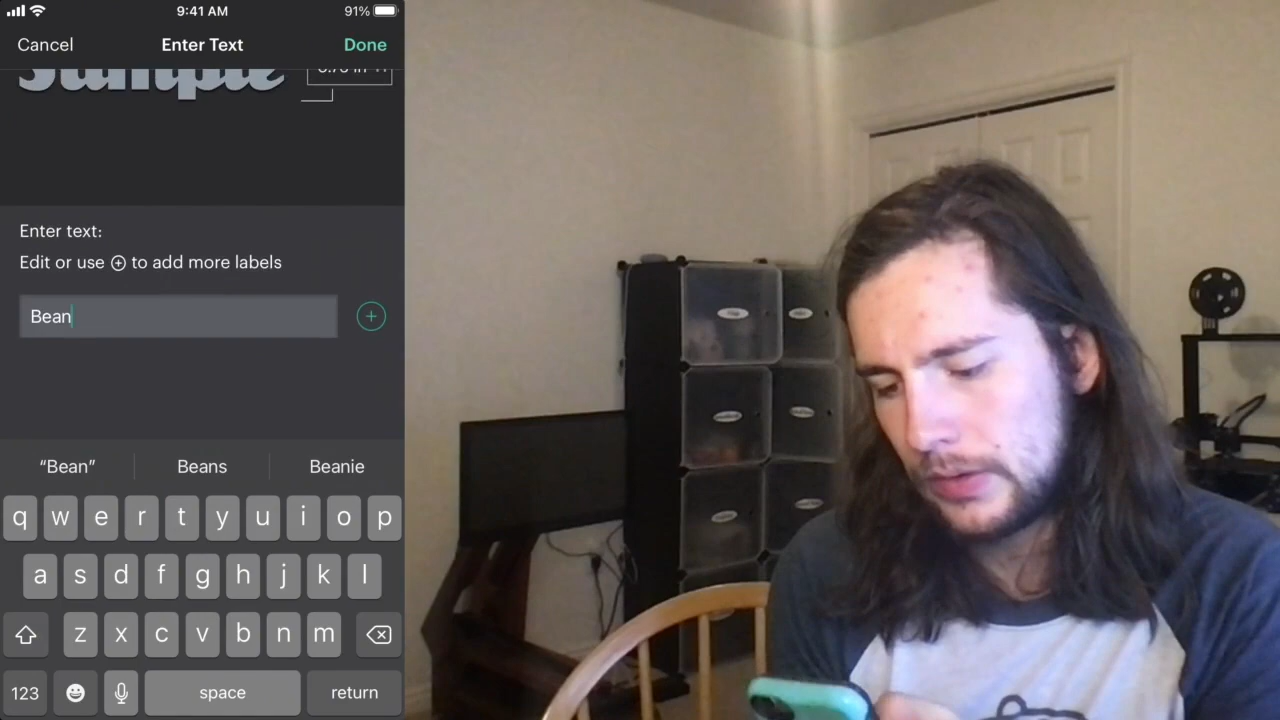 9:41 AM
91%
Cancel
Enter Text
Done
Sample
Enter text:
Edit or use ⊕ to add more labels
Bean
“Bean”
Beans
Beanie
q w e r t y u i o p
a s d f g h j k l
z x c v b n m
123
space
return